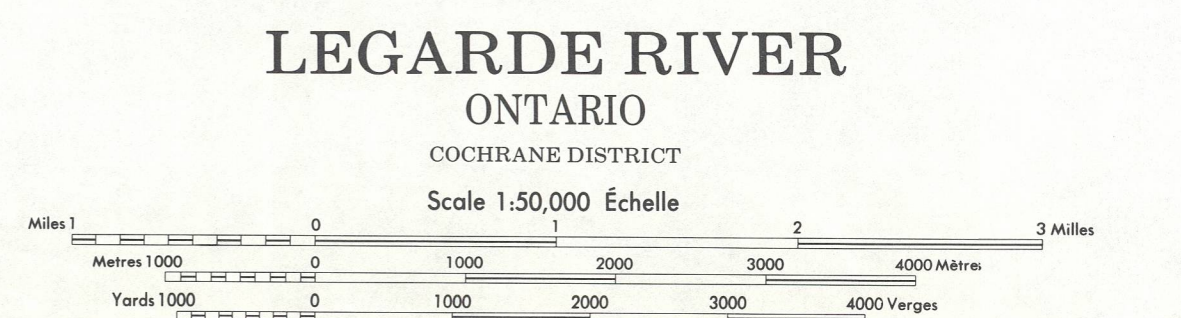 LEGARDE RIVER
ONTARIO
COCHRANE DISTRICT
Scale 1:50,000 Échelle
Miles 1 0 1 2 3 Milles
Metres 1000 0 1000 2000 3000 4000 Mètres
Yards 1000 0 1000 2000 3000 4000 Verges